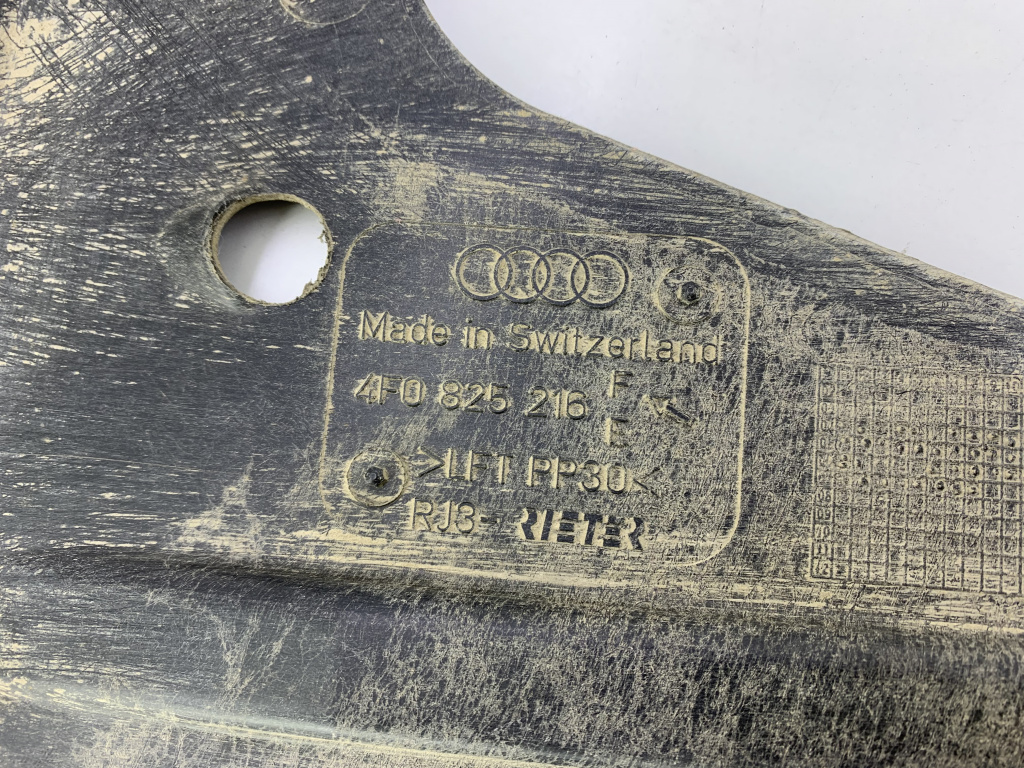 Made in Switzerland
4F0 825 216 F
E
>LFT PP30<
RJ3- RIETER